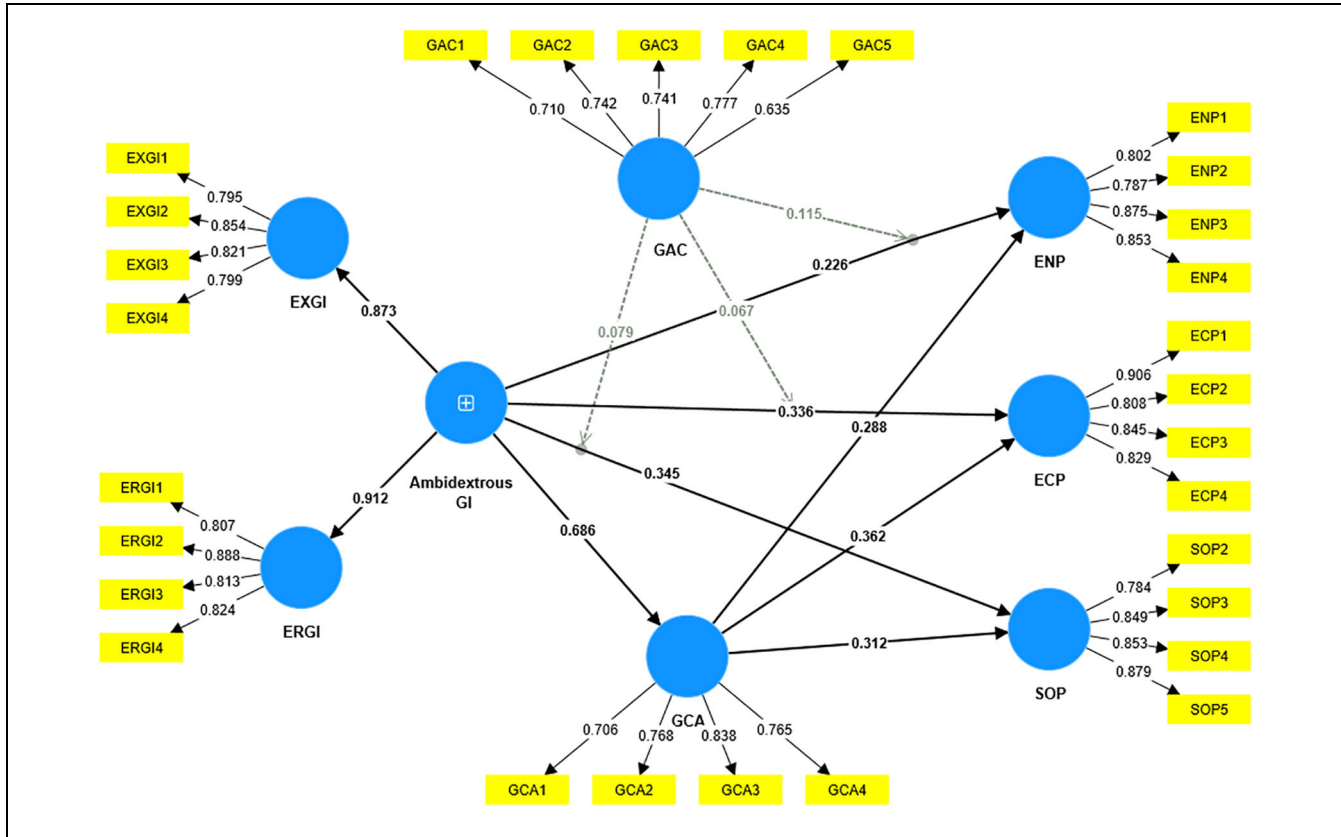 GAC1 GAC2 GAC3 GAC4 GAC5
0.710 0.742 0.741 0.777 0.635
GAC
EXGI1
EXGI2
EXGI3
EXGI4
0.795
0.854
0.821
0.799
EXGI
0.873
ERGI1
ERGI2
ERGI3
ERGI4
0.807
0.888
0.813
0.824
ERGI
0.912
Ambidextrous
GI
0.115
0.067
0.079
0.226
0.336
0.345
0.686
0.288
0.362
0.312
GCA
0.706 0.768 0.838 0.765
GCA1 GCA2 GCA3 GCA4
ENP
0.802
0.787
0.875
0.853
ENP1
ENP2
ENP3
ENP4
ECP
0.906
0.808
0.845
0.829
ECP1
ECP2
ECP3
ECP4
SOP
0.784
0.849
0.853
0.879
SOP2
SOP3
SOP4
SOP5